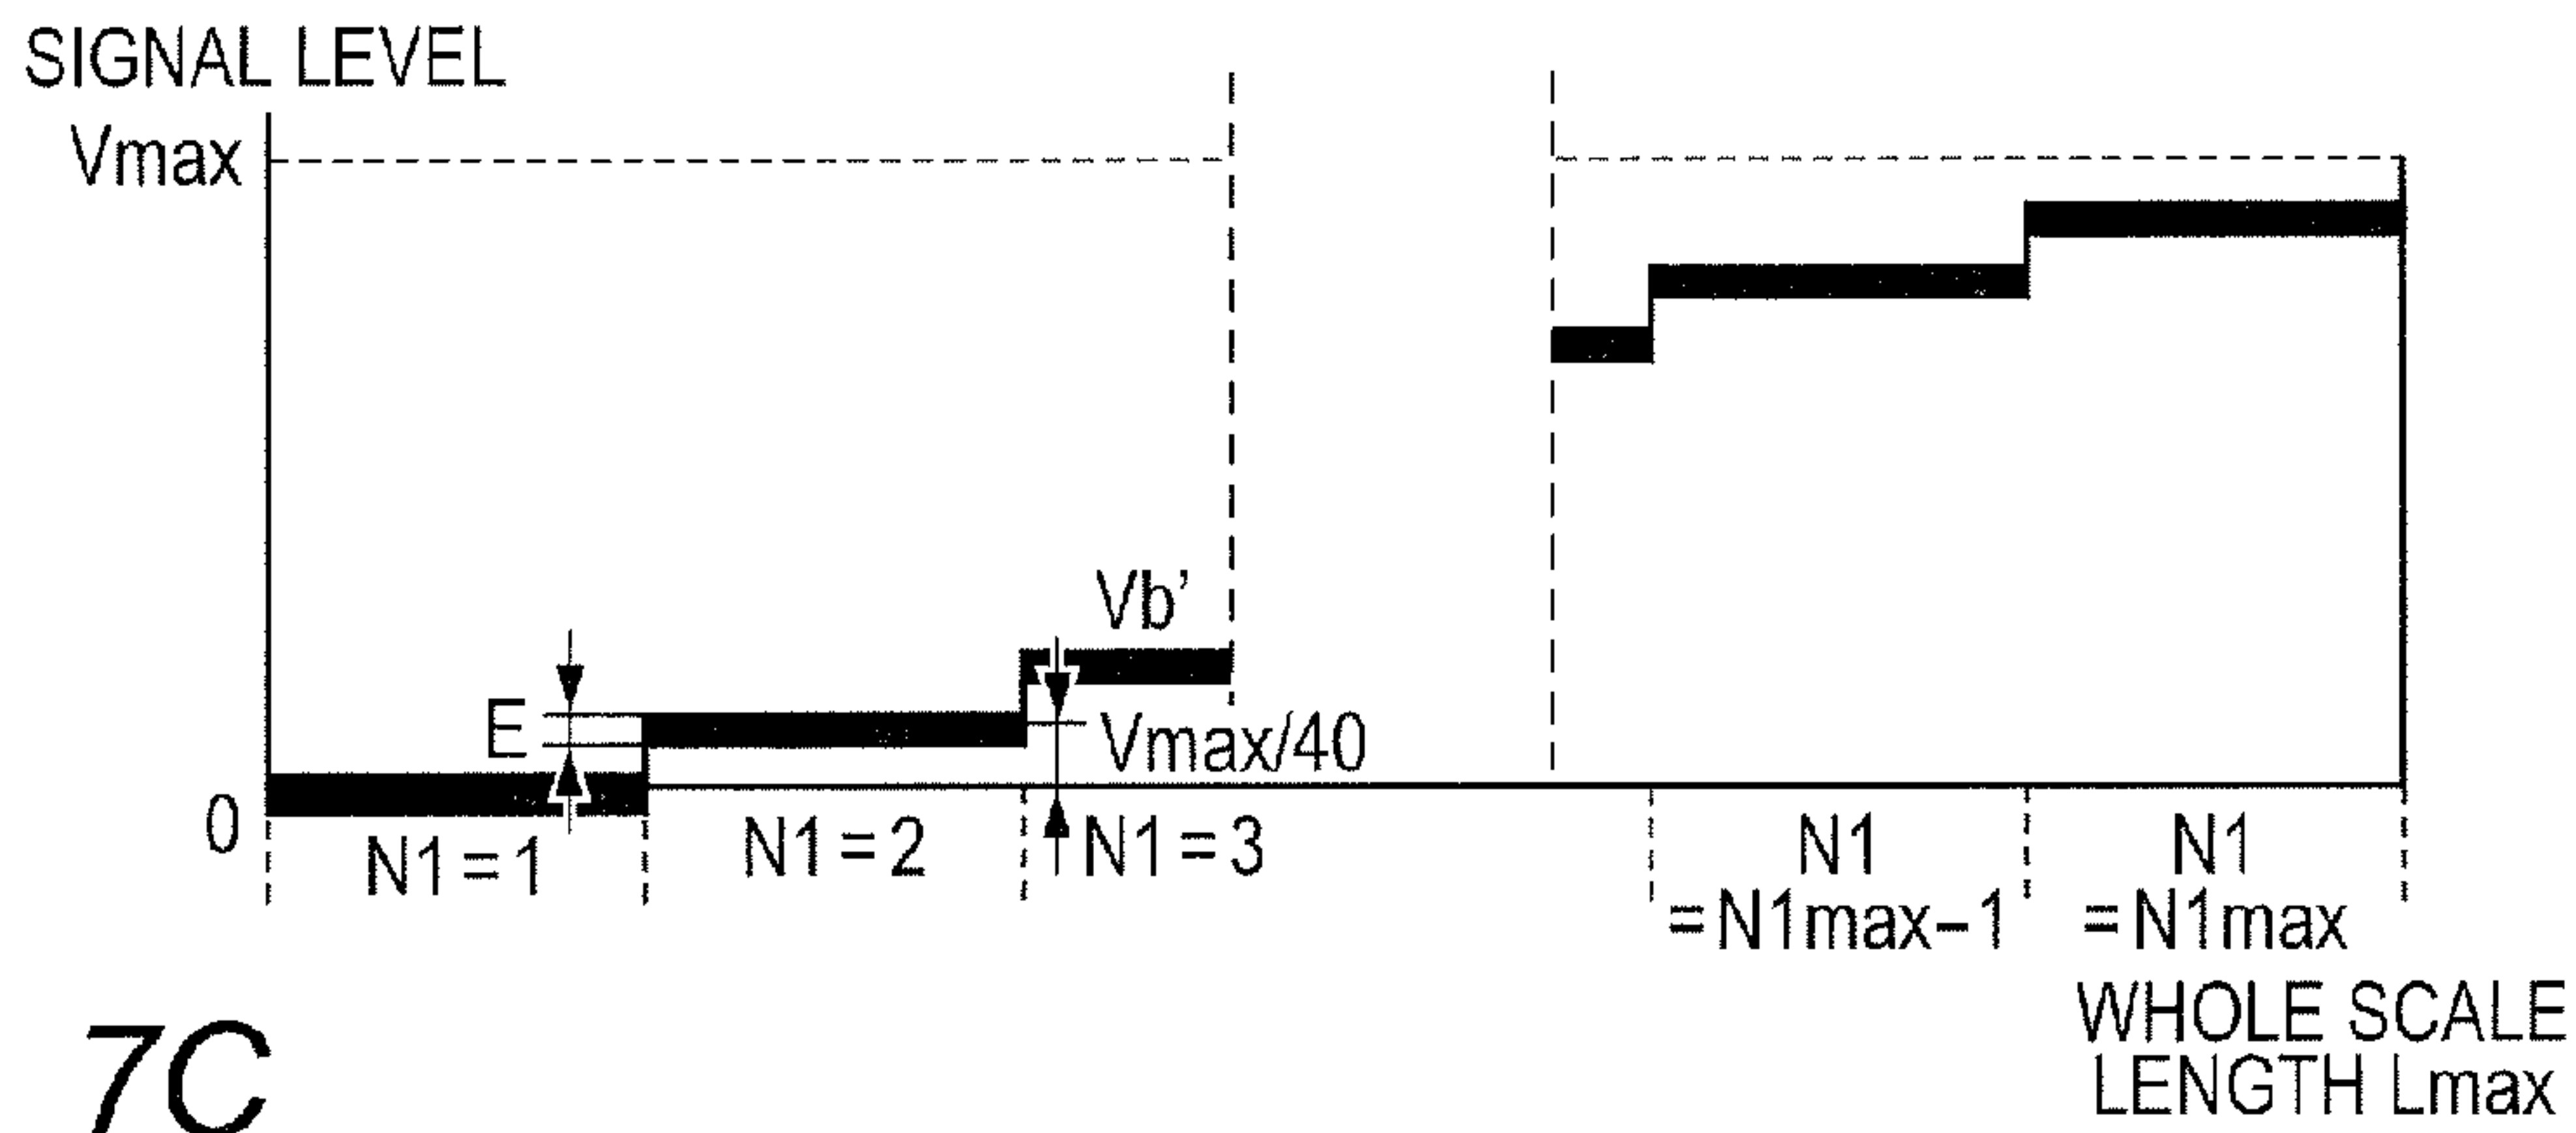 SIGNAL LEVEL
Vmax
Vb’
E
Vmax/40
0
N1=1
N1=2
N1=3
N1
=N1max−1
N1
=N1max
WHOLE SCALE
LENGTH Lmax
7C